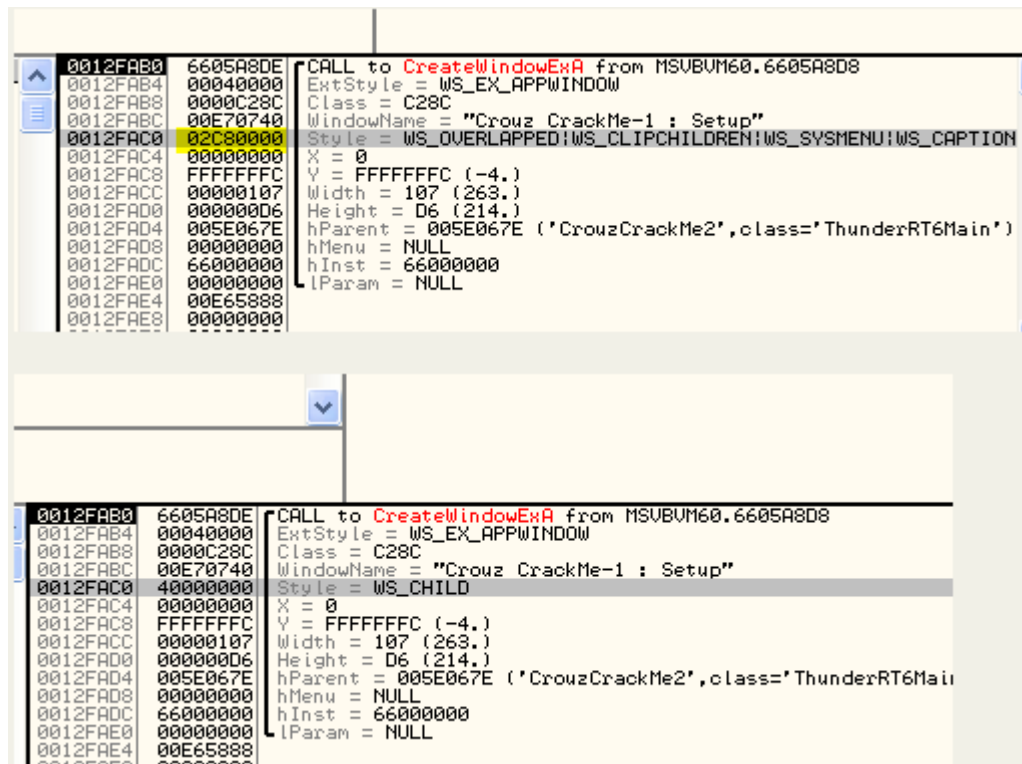 0012FAB0 6605A8DE CALL to CreateWindowExA from MSVBVM60.6605A8D8
0012FAB4 00040000 ExtStyle = WS_EX_APPWINDOW
0012FAB8 0000C28C Class = C28C
0012FABC 00E70740 WindowName = "Crouz CrackMe-1 : Setup"
0012FAC0 02C80000 Style = WS_OVERLAPPED|WS_CLIPCHILDREN|WS_SYSMENU|WS_CAPTION
0012FAC4 00000000 X = 0
0012FAC8 FFFFFFFC Y = FFFFFFFC (-4.)
0012FACC 00000107 Width = 107 (263.)
0012FAD0 000000D6 Height = D6 (214.)
0012FAD4 005E067E hParent = 005E067E ('CrouzCrackMe2',class='ThunderRT6Main')
0012FAD8 00000000 hMenu = NULL
0012FADC 66000000 hInst = 66000000
0012FAE0 00000000 lParam = NULL
0012FAE4 00E65888
0012FAE8 00000000
0012FAB0 6605A8DE CALL to CreateWindowExA from MSVBVM60.6605A8D8
0012FAB4 00040000 ExtStyle = WS_EX_APPWINDOW
0012FAB8 0000C28C Class = C28C
0012FABC 00E70740 WindowName = "Crouz CrackMe-1 : Setup"
0012FAC0 40000000 Style = WS_CHILD
0012FAC4 00000000 X = 0
0012FAC8 FFFFFFFC Y = FFFFFFFC (-4.)
0012FACC 00000107 Width = 107 (263.)
0012FAD0 000000D6 Height = D6 (214.)
0012FAD4 005E067E hParent = 005E067E ('CrouzCrackMe2',class='ThunderRT6Mai
0012FAD8 00000000 hMenu = NULL
0012FADC 66000000 hInst = 66000000
0012FAE0 00000000 lParam = NULL
0012FAE4 00E65888